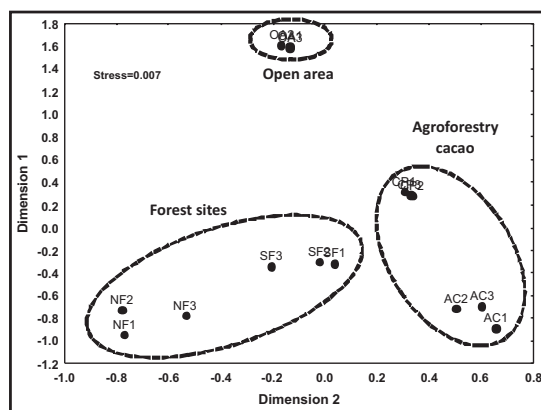 1.8
1.6
1.4
1.2
1.0
0.8
0.6
0.4
0.2
0.0
-0.2
-0.4
-0.6
-0.8
-1.0
-1.2
Dimension 1
Stress=0.007
OA3
Open area
Agroforestry
cacao
CP1
CP2
Forest sites
SF3
SF2
SF1
NF2
NF3
NF1
AC2
AC3
AC1
-1.0 -0.8 -0.6 -0.4 -0.2 0.0 0.2 0.4 0.6 0.8
Dimension 2